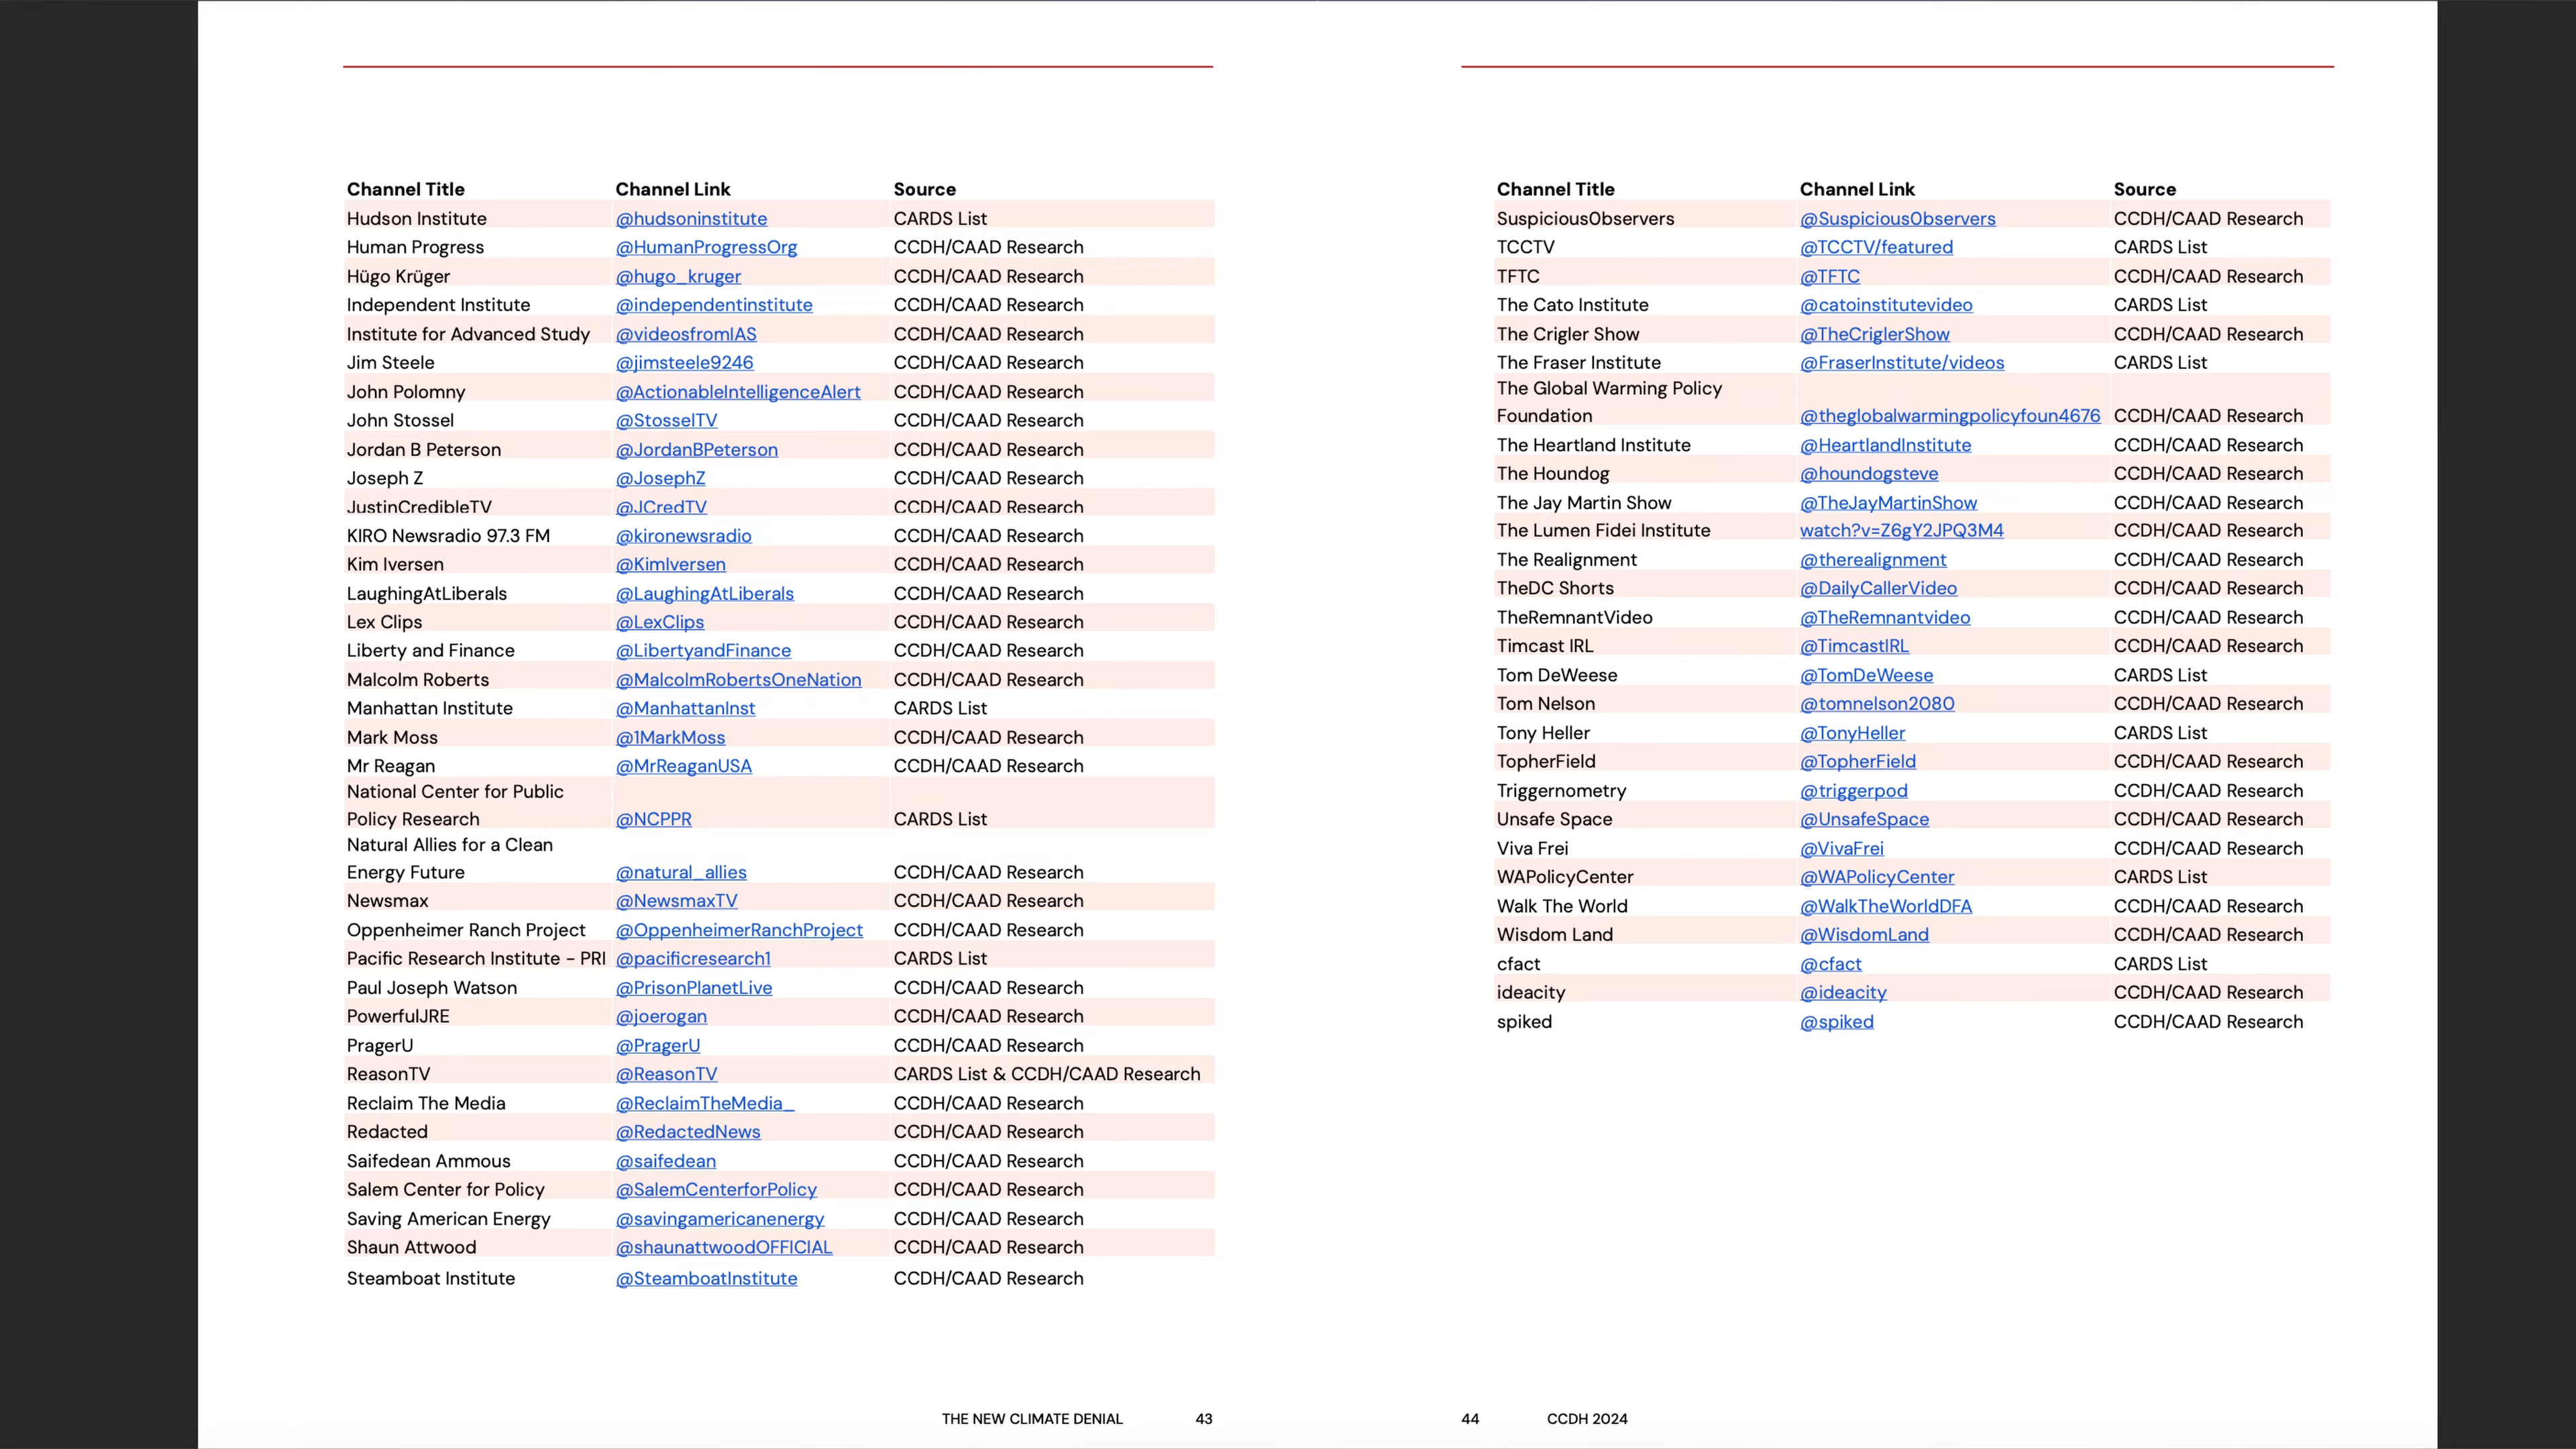 Channel Title Channel Link Source
Hudson Institute @hudsoninstitute CARDS List
Human Progress @HumanProgressOrg CCDH/CAAD Research
Hügo Krüger @hugo_kruger CCDH/CAAD Research
Independent Institute @independentinstitute CCDH/CAAD Research
Institute for Advanced Study @videosfromIAS CCDH/CAAD Research
Jim Steele @jimsteele9246 CCDH/CAAD Research
John Polomny @ActionableIntelligenceAlert CCDH/CAAD Research
John Stossel @StosselTV CCDH/CAAD Research
Jordan B Peterson @JordanBPeterson CCDH/CAAD Research
Joseph Z @JosephZ CCDH/CAAD Research
JustinCredibleTV @JCredTV CCDH/CAAD Research
KIRO Newsradio 97.3 FM @kironewsradio CCDH/CAAD Research
Kim Iversen @KimIversen CCDH/CAAD Research
LaughingAtLiberals @LaughingAtLiberals CCDH/CAAD Research
Lex Clips @LexClips CCDH/CAAD Research
Liberty and Finance @LibertyandFinance CCDH/CAAD Research
Malcolm Roberts @MalcolmRobertsOneNation CCDH/CAAD Research
Manhattan Institute @ManhattanInst CARDS List
Mark Moss @1MarkMoss CCDH/CAAD Research
Mr Reagan @MrReaganUSA CCDH/CAAD Research
National Center for Public
Policy Research @NCPPR CARDS List
Natural Allies for a Clean
Energy Future @natural_allies CCDH/CAAD Research
Newsmax @NewsmaxTV CCDH/CAAD Research
Oppenheimer Ranch Project @OppenheimerRanchProject CCDH/CAAD Research
Pacific Research Institute - PRI @pacificresearch1 CARDS List
Paul Joseph Watson @PrisonPlanetLive CCDH/CAAD Research
PowerfulJRE @joerogan CCDH/CAAD Research
PragerU @PragerU CCDH/CAAD Research
ReasonTV @ReasonTV CARDS List & CCDH/CAAD Research
Reclaim The Media @ReclaimTheMedia_ CCDH/CAAD Research
Redacted @RedactedNews CCDH/CAAD Research
Saifedean Ammous @saifedean CCDH/CAAD Research
Salem Center for Policy @SalemCenterforPolicy CCDH/CAAD Research
Saving American Energy @savingamericanenergy CCDH/CAAD Research
Shaun Attwood @shaunattwoodOFFICIAL CCDH/CAAD Research
Steamboat Institute @SteamboatInstitute CCDH/CAAD Research
THE NEW CLIMATE DENIAL 43
Channel Title Channel Link Source
Suspicious0bservers @Suspicious0bservers CCDH/CAAD Research
TCCTV @TCCTV/featured CARDS List
TFTC @TFTC CCDH/CAAD Research
The Cato Institute @catoinstitutevideo CARDS List
The Crigler Show @TheCriglerShow CCDH/CAAD Research
The Fraser Institute @FraserInstitute/videos CARDS List
The Global Warming Policy
Foundation @theglobalwarmingpolicyfoun4676 CCDH/CAAD Research
The Heartland Institute @HeartlandInstitute CCDH/CAAD Research
The Houndog @houndogsteve CCDH/CAAD Research
The Jay Martin Show @TheJayMartinShow CCDH/CAAD Research
The Lumen Fidei Institute watch?v=Z6gY2JPQ3M4 CCDH/CAAD Research
The Realignment @therealignment CCDH/CAAD Research
TheDC Shorts @DailyCallerVideo CCDH/CAAD Research
TheRemnantVideo @TheRemnantvideo CCDH/CAAD Research
Timcast IRL @TimcastIRL CCDH/CAAD Research
Tom DeWeese @TomDeWeese CARDS List
Tom Nelson @tomnelson2080 CCDH/CAAD Research
Tony Heller @TonyHeller CARDS List
TopherField @TopherField CCDH/CAAD Research
Triggernometry @triggerpod CCDH/CAAD Research
Unsafe Space @UnsafeSpace CCDH/CAAD Research
Viva Frei @VivaFrei CCDH/CAAD Research
WAPolicyCenter @WAPolicyCenter CARDS List
Walk The World @WalkTheWorldDFA CCDH/CAAD Research
Wisdom Land @WisdomLand CCDH/CAAD Research
cfact @cfact CARDS List
ideacity @ideacity CCDH/CAAD Research
spiked @spiked CCDH/CAAD Research
44 CCDH 2024